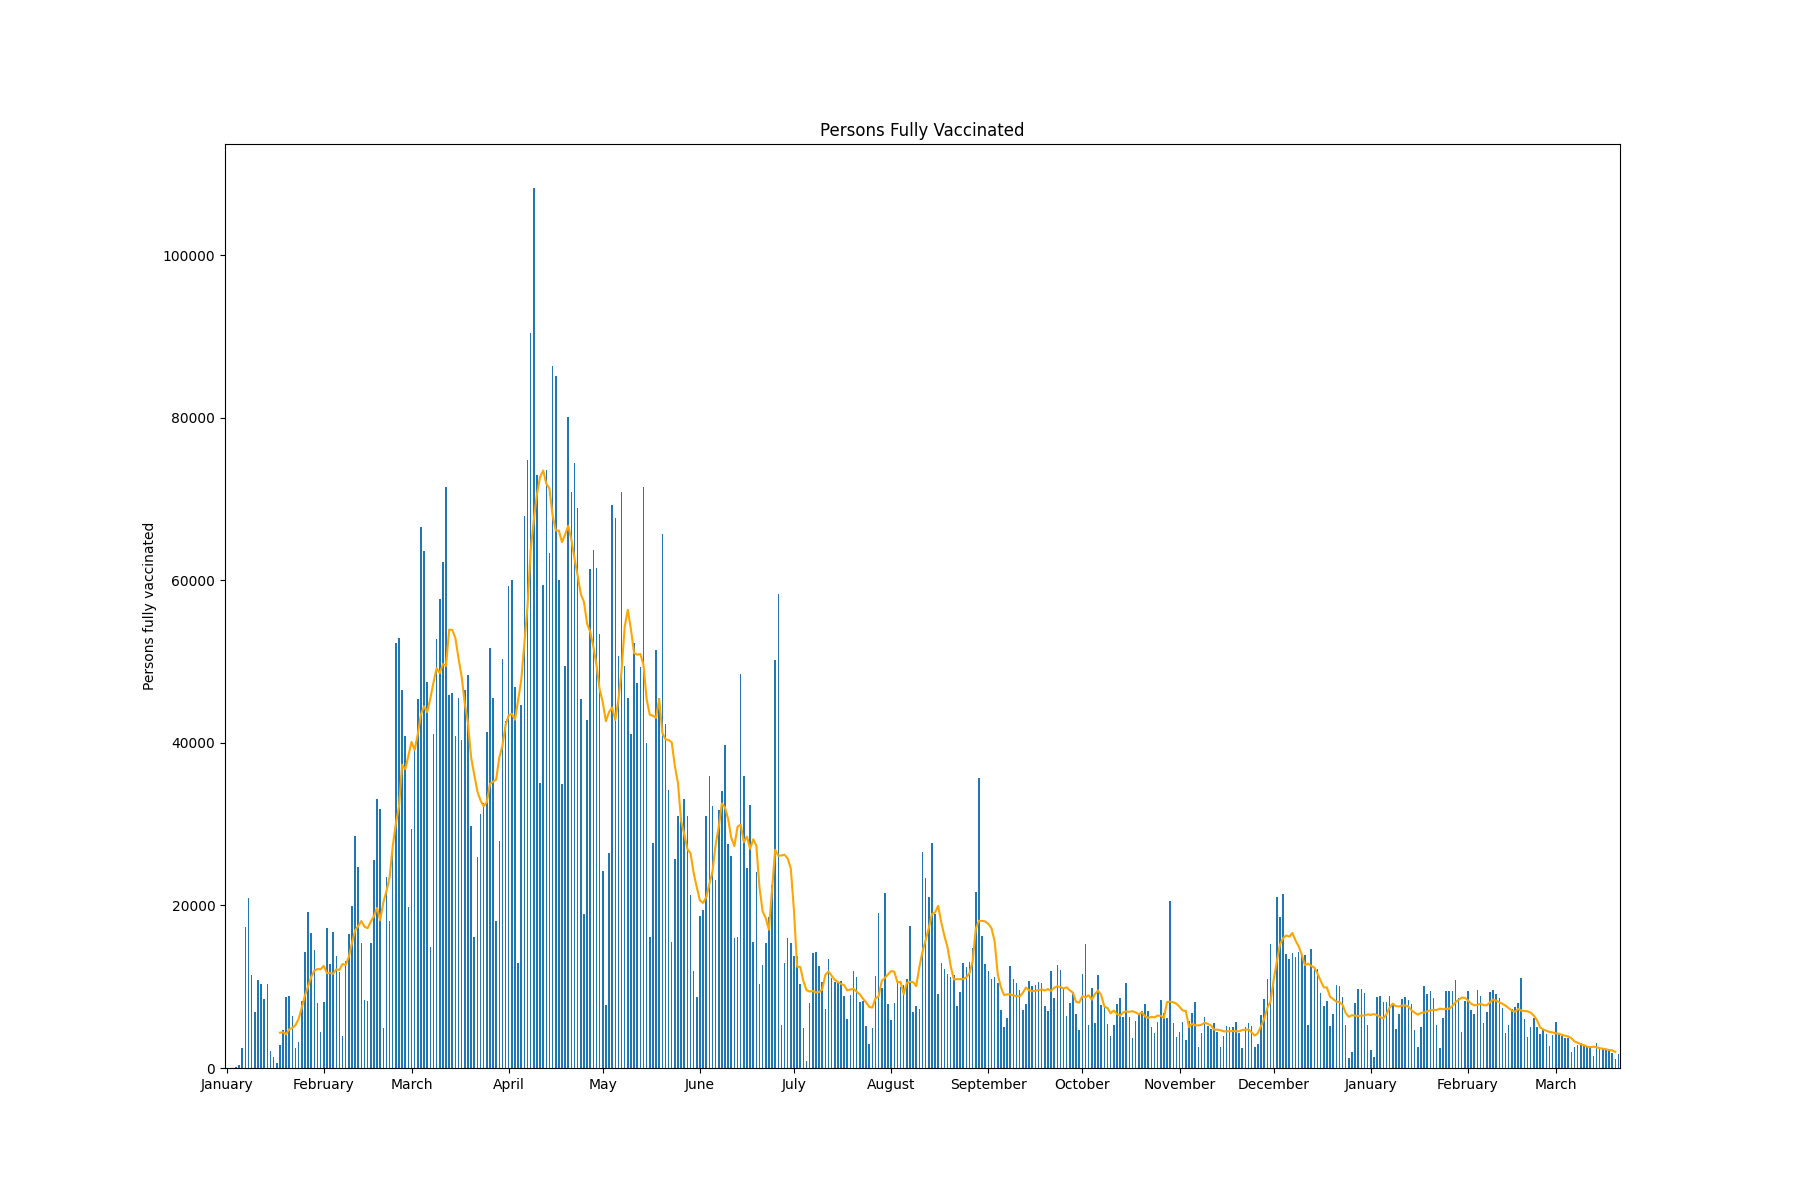 Persons Fully Vaccinated
Persons fully vaccinated
100000
80000
60000
40000
20000
0
January February March April May June July August September October November December January February March